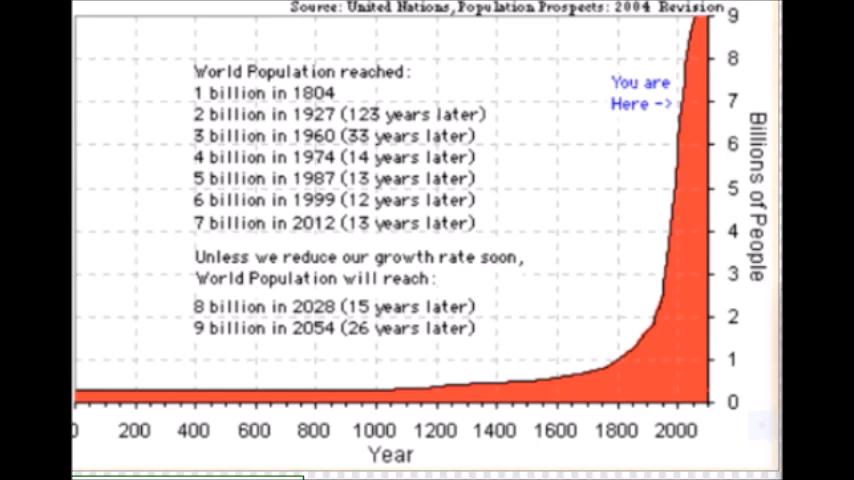 Source: United Nations, Population Prospects: 2004 Revision
World Population reached:
1 billion in 1804
2 billion in 1927 (123 years later)
3 billion in 1960 (33 years later)
4 billion in 1974 (14 years later)
5 billion in 1987 (13 years later)
6 billion in 1999 (12 years later)
7 billion in 2012 (13 years later)
Unless we reduce our growth rate soon,
World Population will reach:
8 billion in 2028 (15 years later)
9 billion in 2054 (26 years later)
You are
Here ->
9
8
7
6
5
4
3
2
1
0
Billions of People
0 200 400 600 800 1000 1200 1400 1600 1800 2000
Year